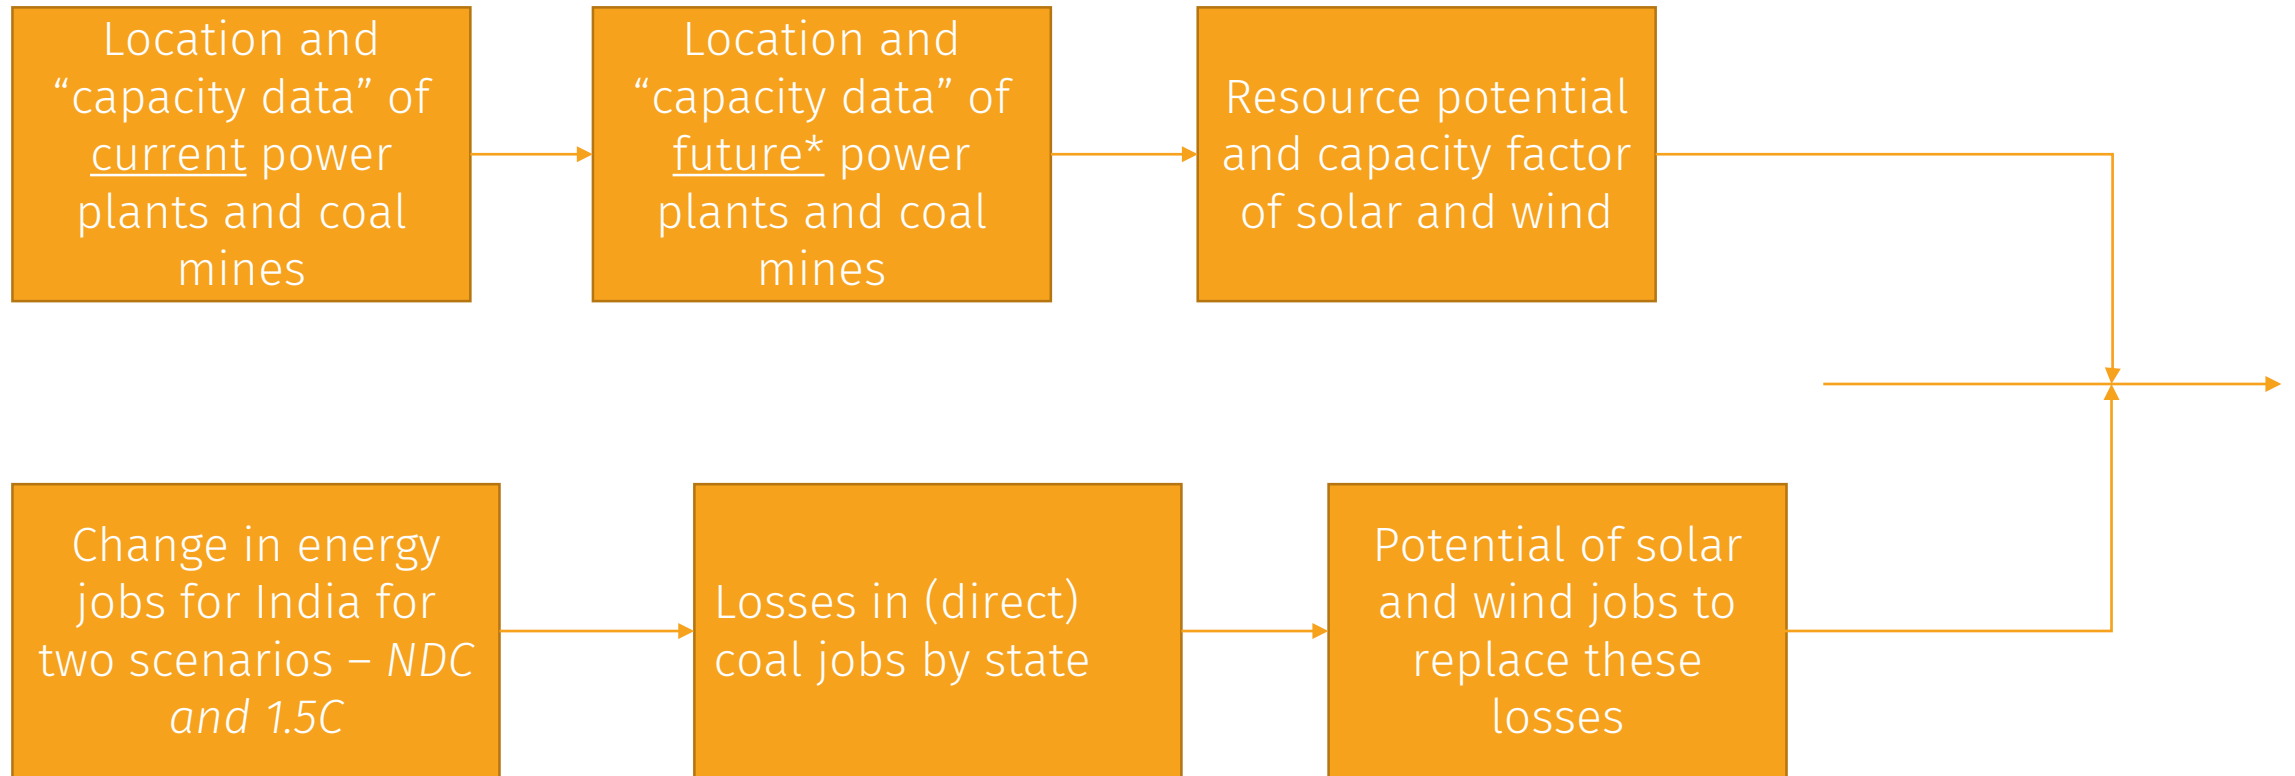 Location and
“capacity data” of
current power
plants and coal
mines
Location and
“capacity data” of
future* power
plants and coal
mines
Resource potential
and capacity factor
of solar and wind
Change in energy
jobs for India for
two scenarios – NDC
and 1.5C
Losses in (direct)
coal jobs by state
Potential of solar
and wind jobs to
replace these
losses